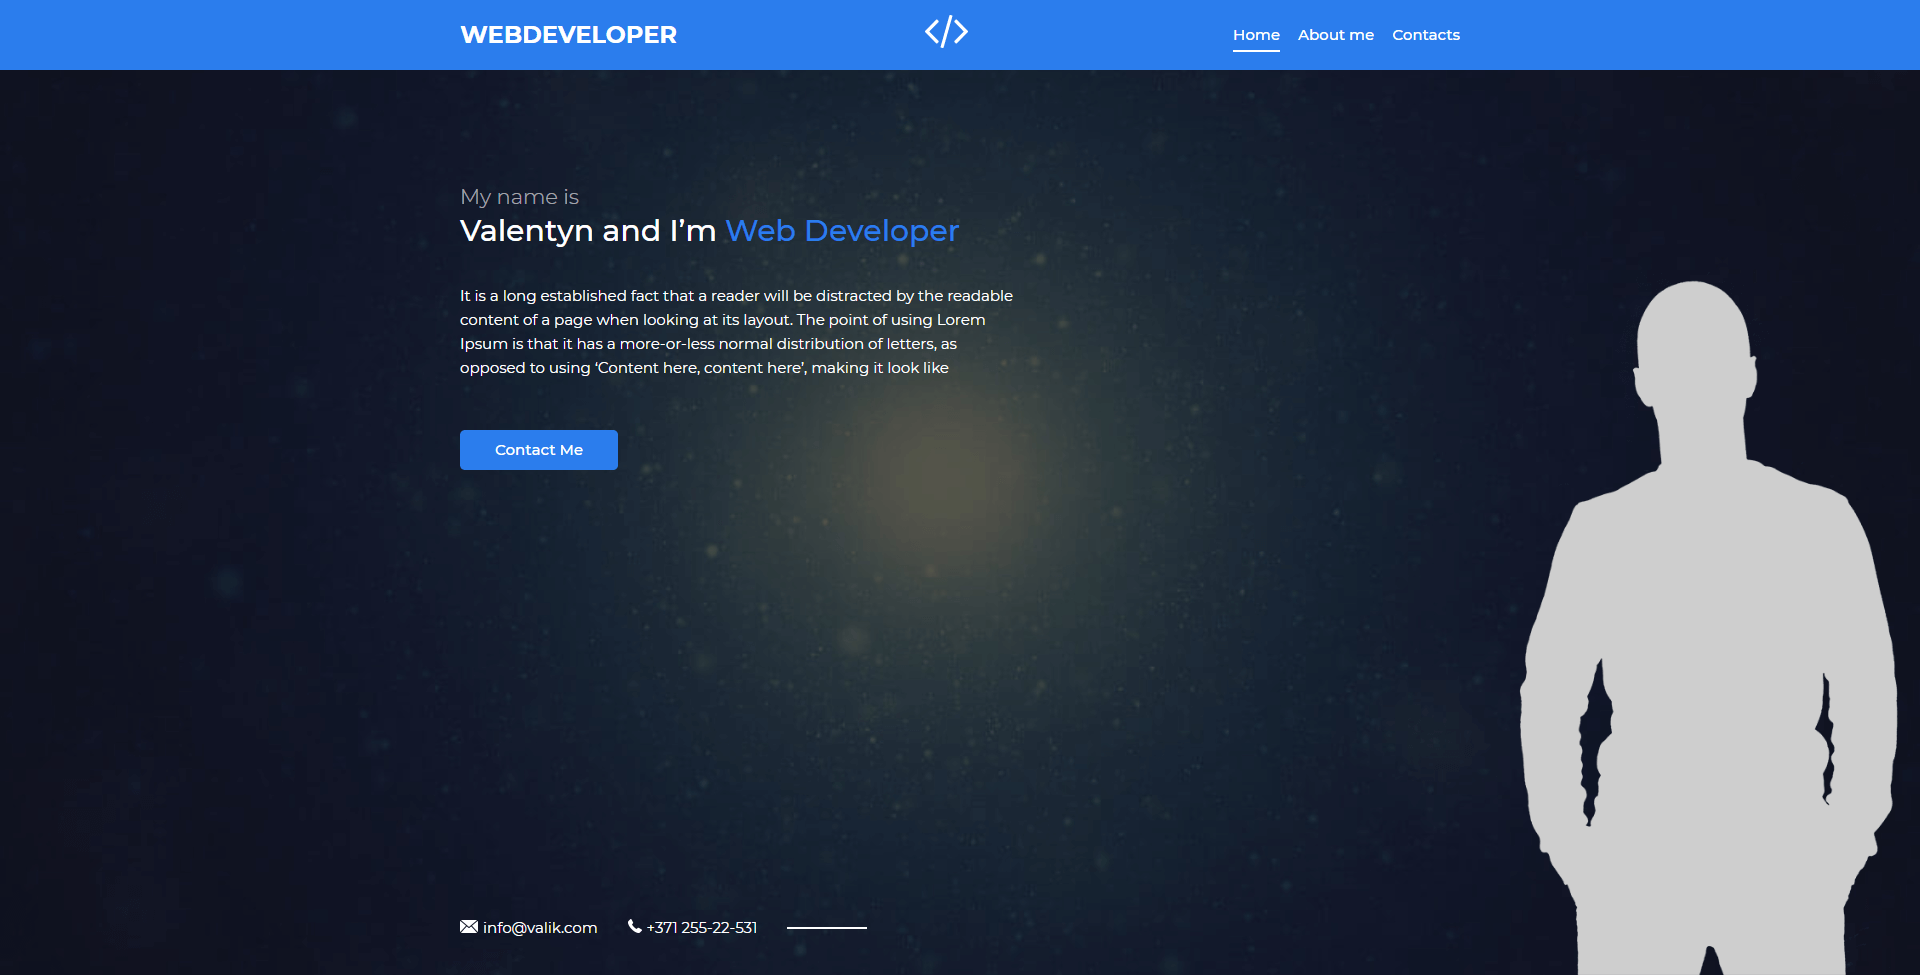 WEBDEVELOPER
</>
Home About me Contacts
My name is
Valentyn and I’m Web Developer
It is a long established fact that a reader will be distracted by the readable
content of a page when looking at its layout. The point of using Lorem
Ipsum is that it has a more-or-less normal distribution of letters, as
opposed to using ‘Content here, content here’, making it look like
Contact Me
info@valik.com +371 255-22-531